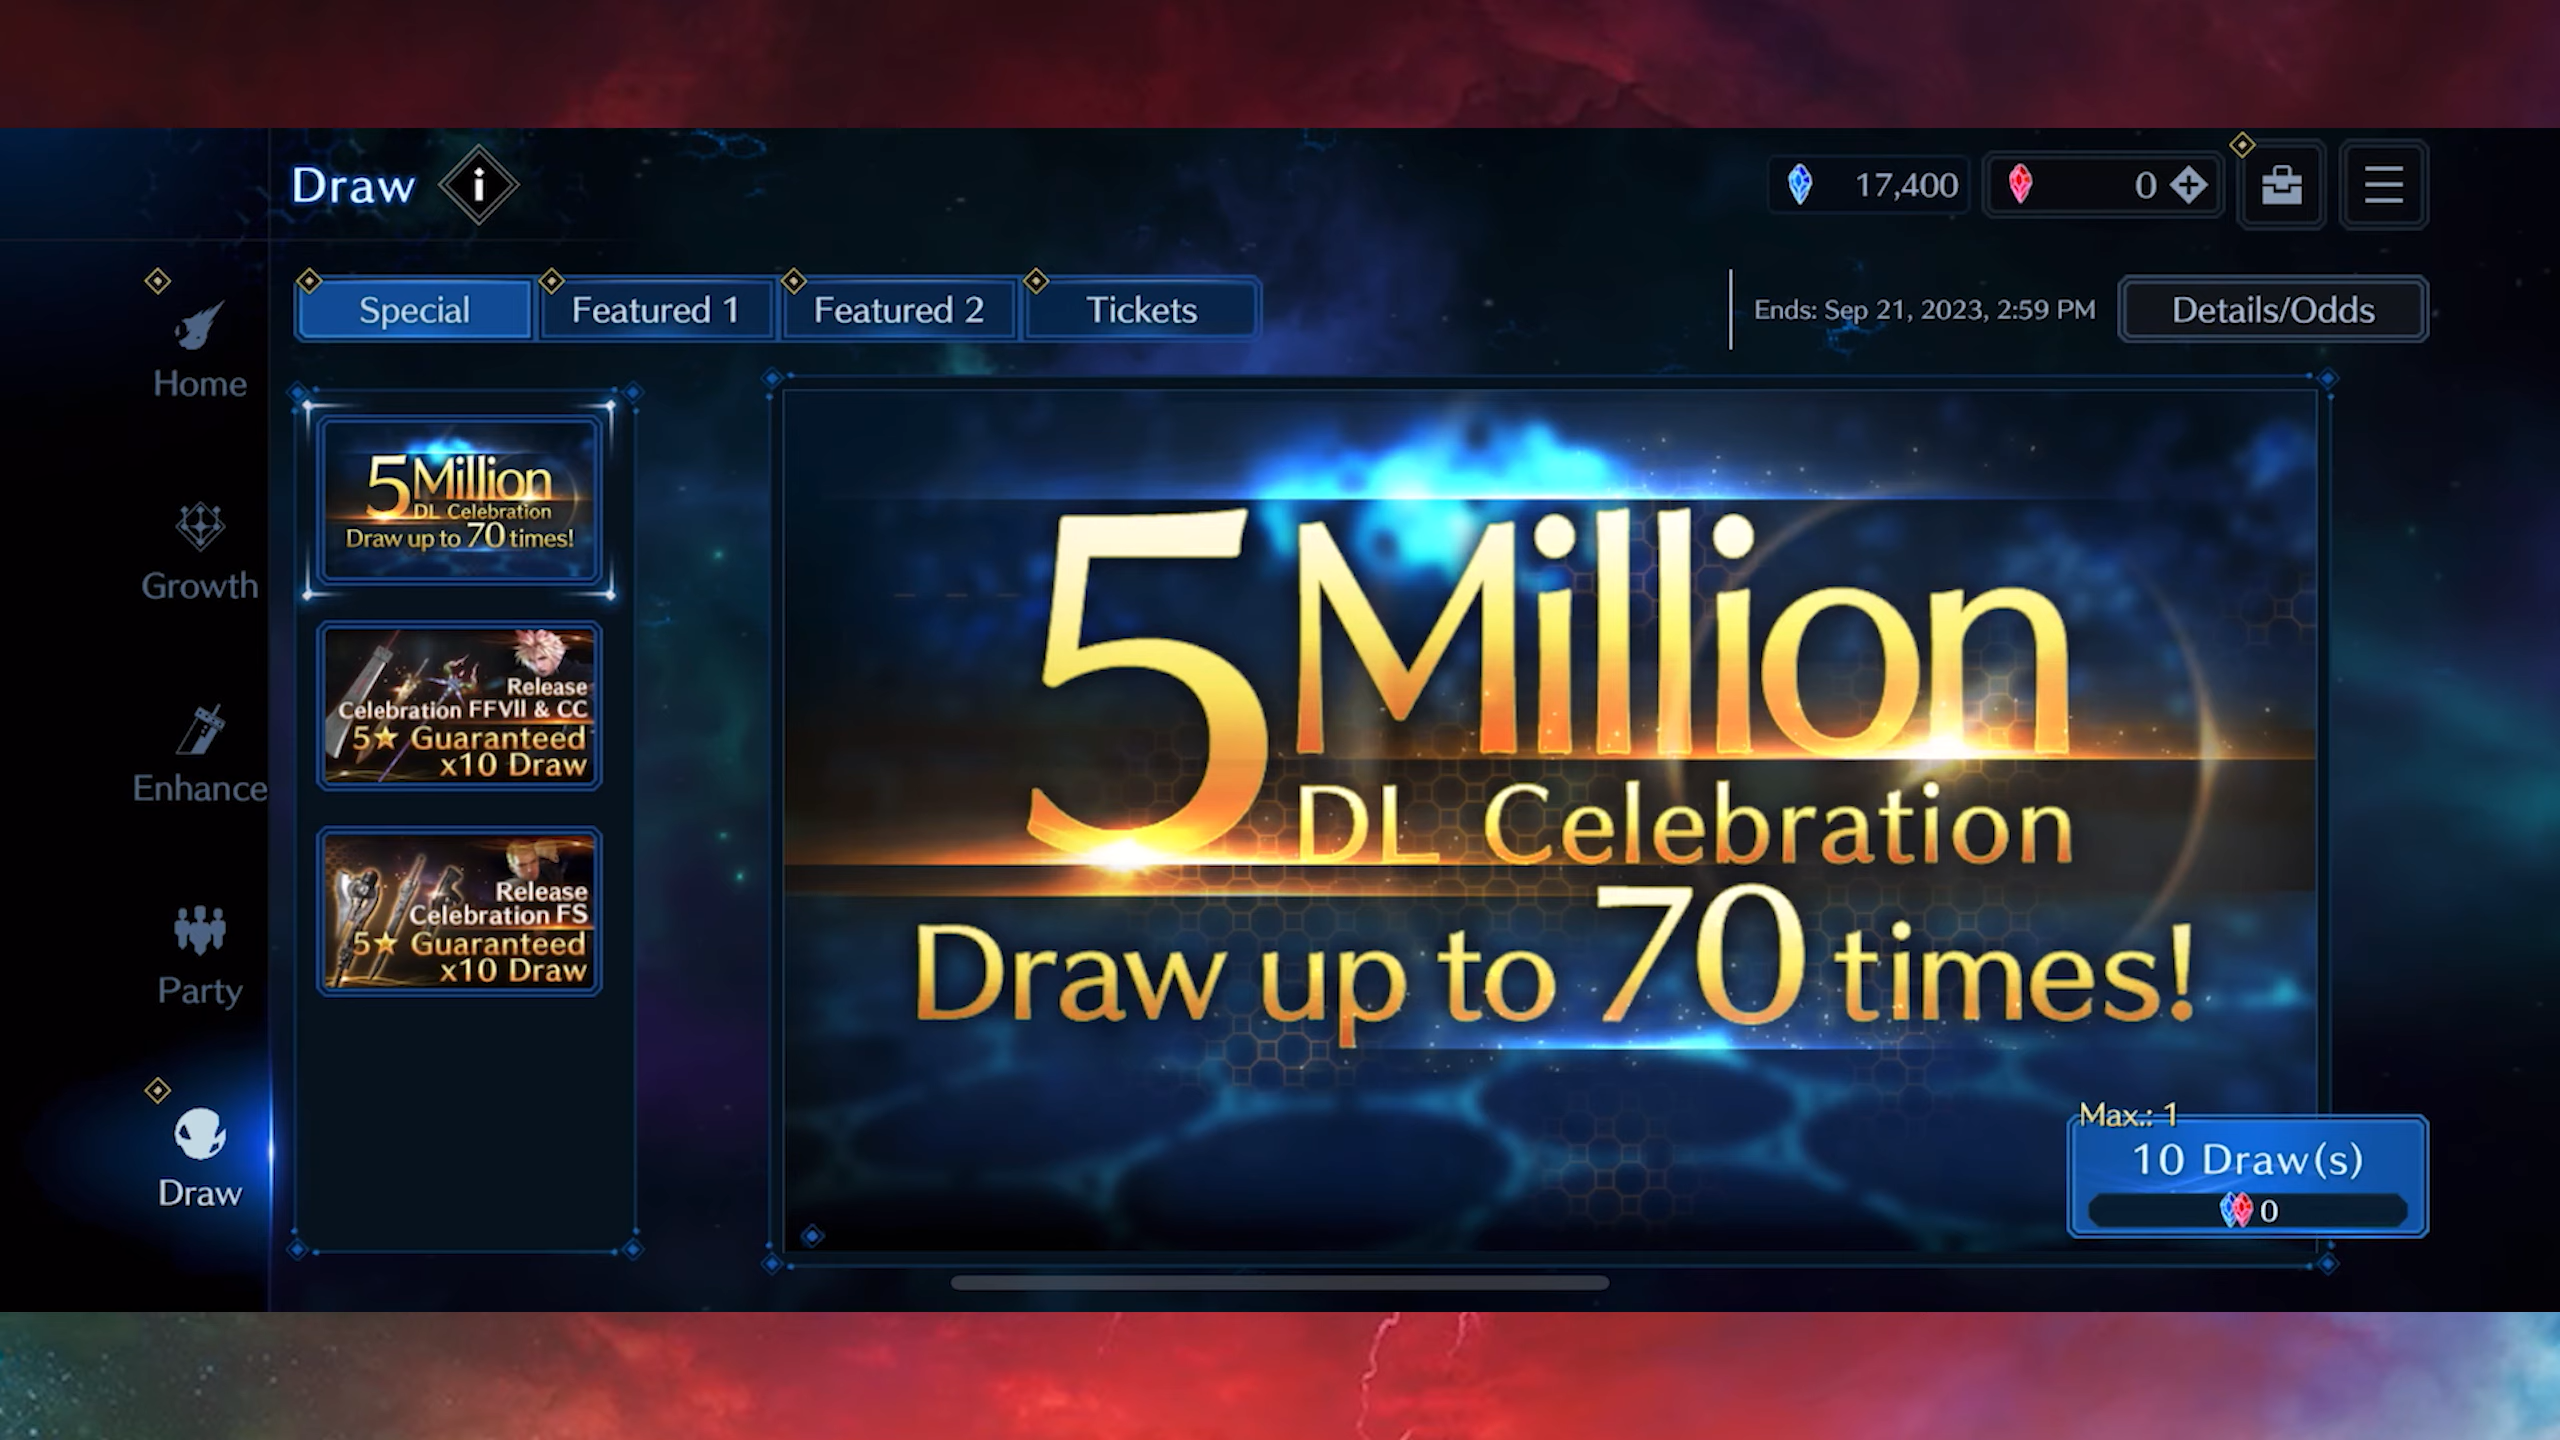 Draw
i
17,400
0
Special
Featured 1
Featured 2
Tickets
Ends: Sep 21, 2023, 2:59 PM
Details/Odds
Home
Growth
Enhance
Party
Draw
5 Million
DL Celebration
Draw up to 70 times!
Release
Celebration FFVII & CC
5★ Guaranteed
x10 Draw
Release
Celebration FS
5★ Guaranteed
x10 Draw
5 Million
DL Celebration
Draw up to 70 times!
Max.: 1
10 Draw(s)
0